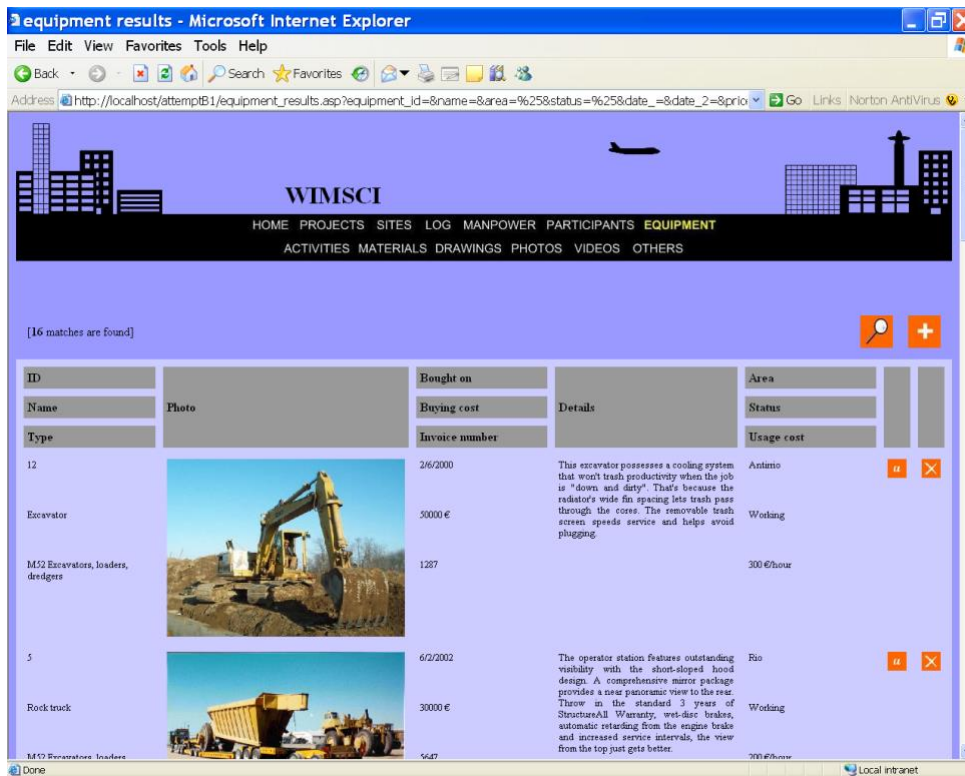 equipment results - Microsoft Internet Explorer
File Edit View Favorites Tools Help
Back Search Favorites
Address http://localhost/attemptB1/equipment_results.asp?equipment_id=&name=&area=%25&status=%25&date_=&date_2=&prio Go Links Norton AntiVirus
WIMSCI
HOME PROJECTS SITES LOG MANPOWER PARTICIPANTS EQUIPMENT
ACTIVITIES MATERIALS DRAWINGS PHOTOS VIDEOS OTHERS
[16 matches are found]
ID
Name
Type
Photo
Bought on
Buying cost
Invoice number
Details
Area
Status
Usage cost
12
Excavator
M52 Excavators, loaders,
dredgers
2/6/2000
50000 €
1287
This excavator possesses a cooling system
that won't trash productivity when the job
is "down and dirty". That's because the
radiator's wide fin spacing lets trash pass
through the cores. The removable trash
screen speeds service and helps avoid
plugging.
Antirrio
Working
300 €/hour
u
5
Rock truck
M52 Excavators, loaders,
6/2/2002
30000 €
5647
The operator station features outstanding
visibility with the short-sloped hood
design. A comprehensive mirror package
provides a near panoramic view to the rear.
Throw in the standard 3 years of
StructureAll Warranty, wet-disc brakes,
automatic retarding from the engine brake
and increased service intervals, the view
from the top just gets better.
Rio
Working
200 €/hour
u
Done
Local intranet